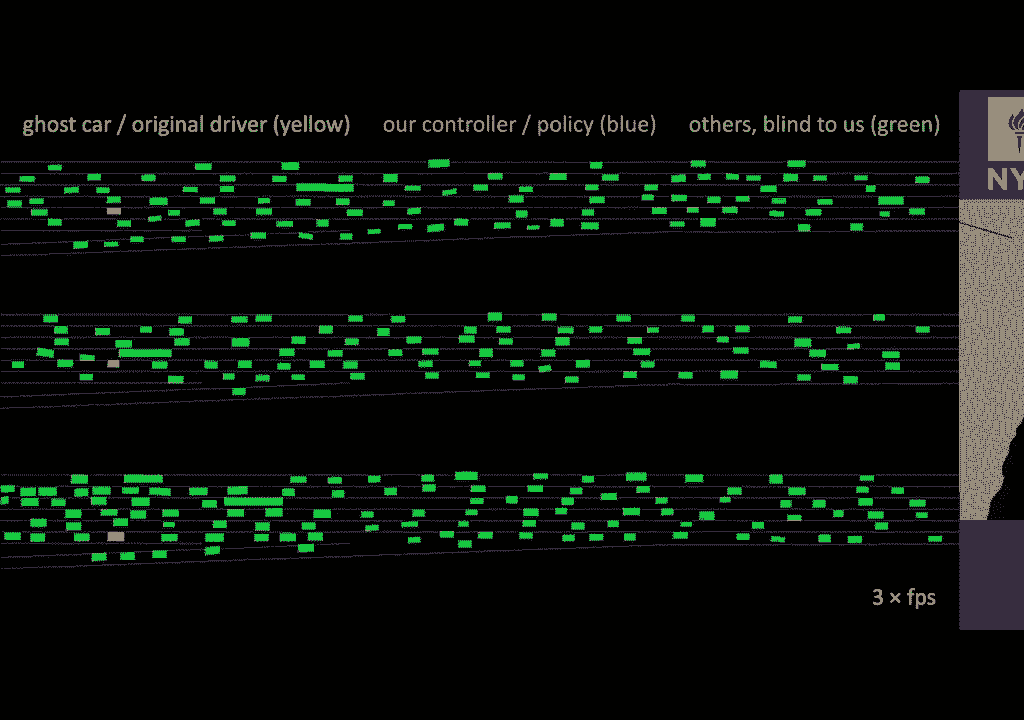 ghost car / original driver (yellow) our controller / policy (blue) others, blind to us (green)
NY
3 × fps